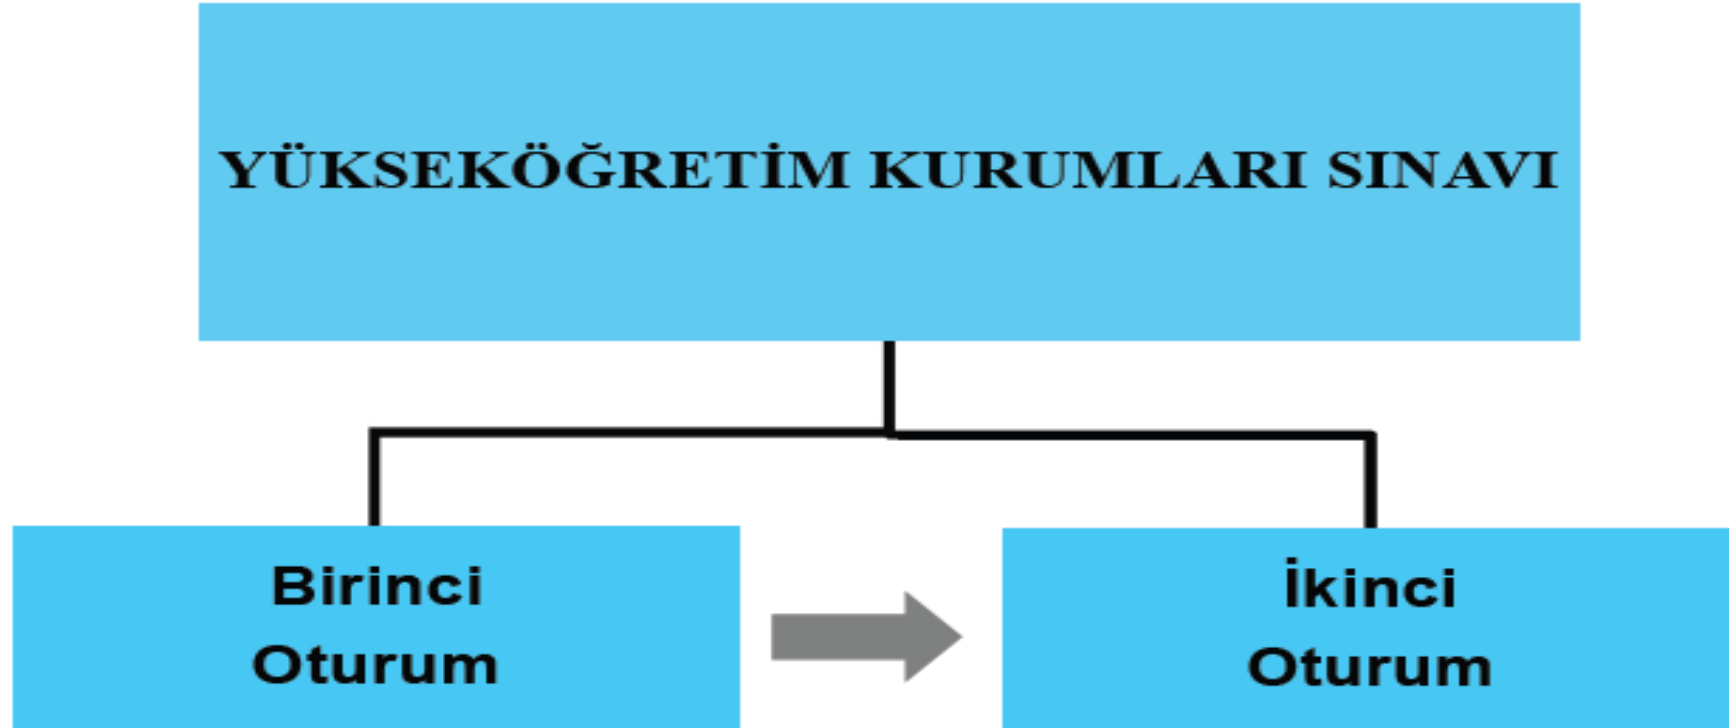 YÜKSEKÖĞRETİM KURUMLARI SINAVI
Birinci
Oturum
İkinci
Oturum